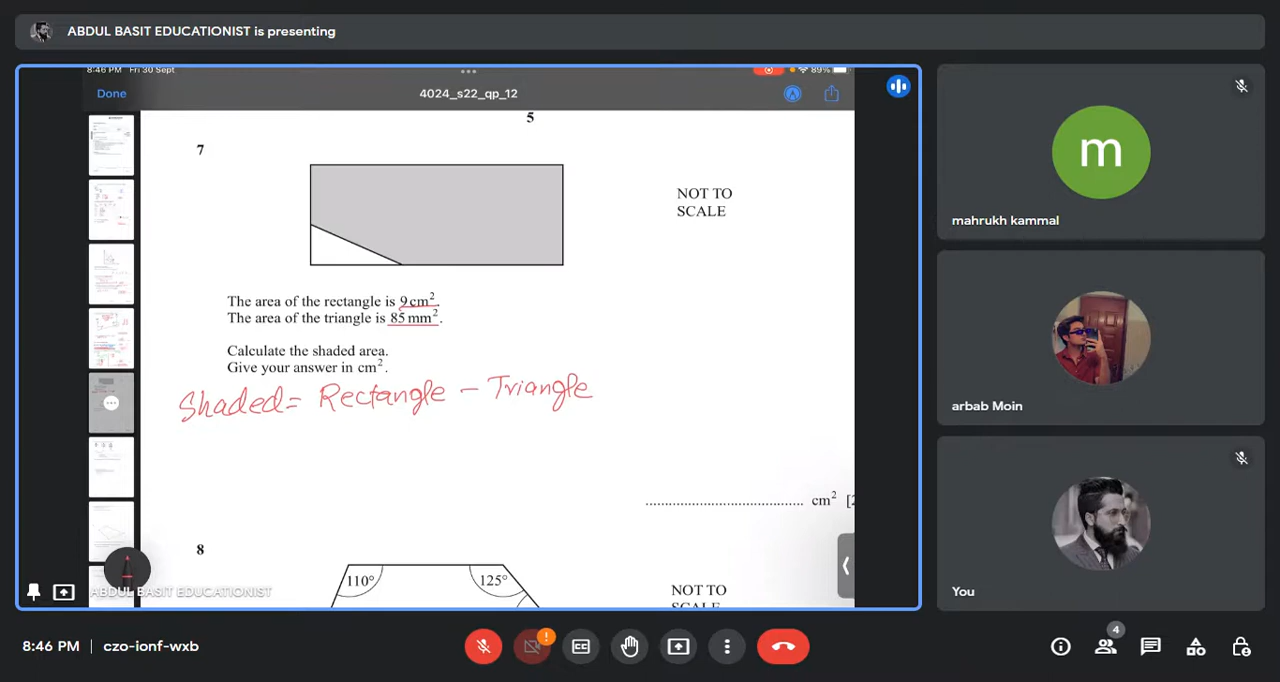 ABDUL BASIT EDUCATIONIST is presenting
8:46 PM Fri 30 Sept
89%
Done
4024_s22_qp_12
5
7
NOT TO
SCALE
The area of the rectangle is 9 cm².
The area of the triangle is 85 mm².
Calculate the shaded area.
Give your answer in cm².
Shaded = Rectangle – Triangle
........................................ cm² [2
8
110°
125°
NOT TO
SCALE
ABDUL BASIT EDUCATIONIST
m
mahrukh kammal
arbab Moin
You
8:46 PM | czo-ionf-wxb
CC
4